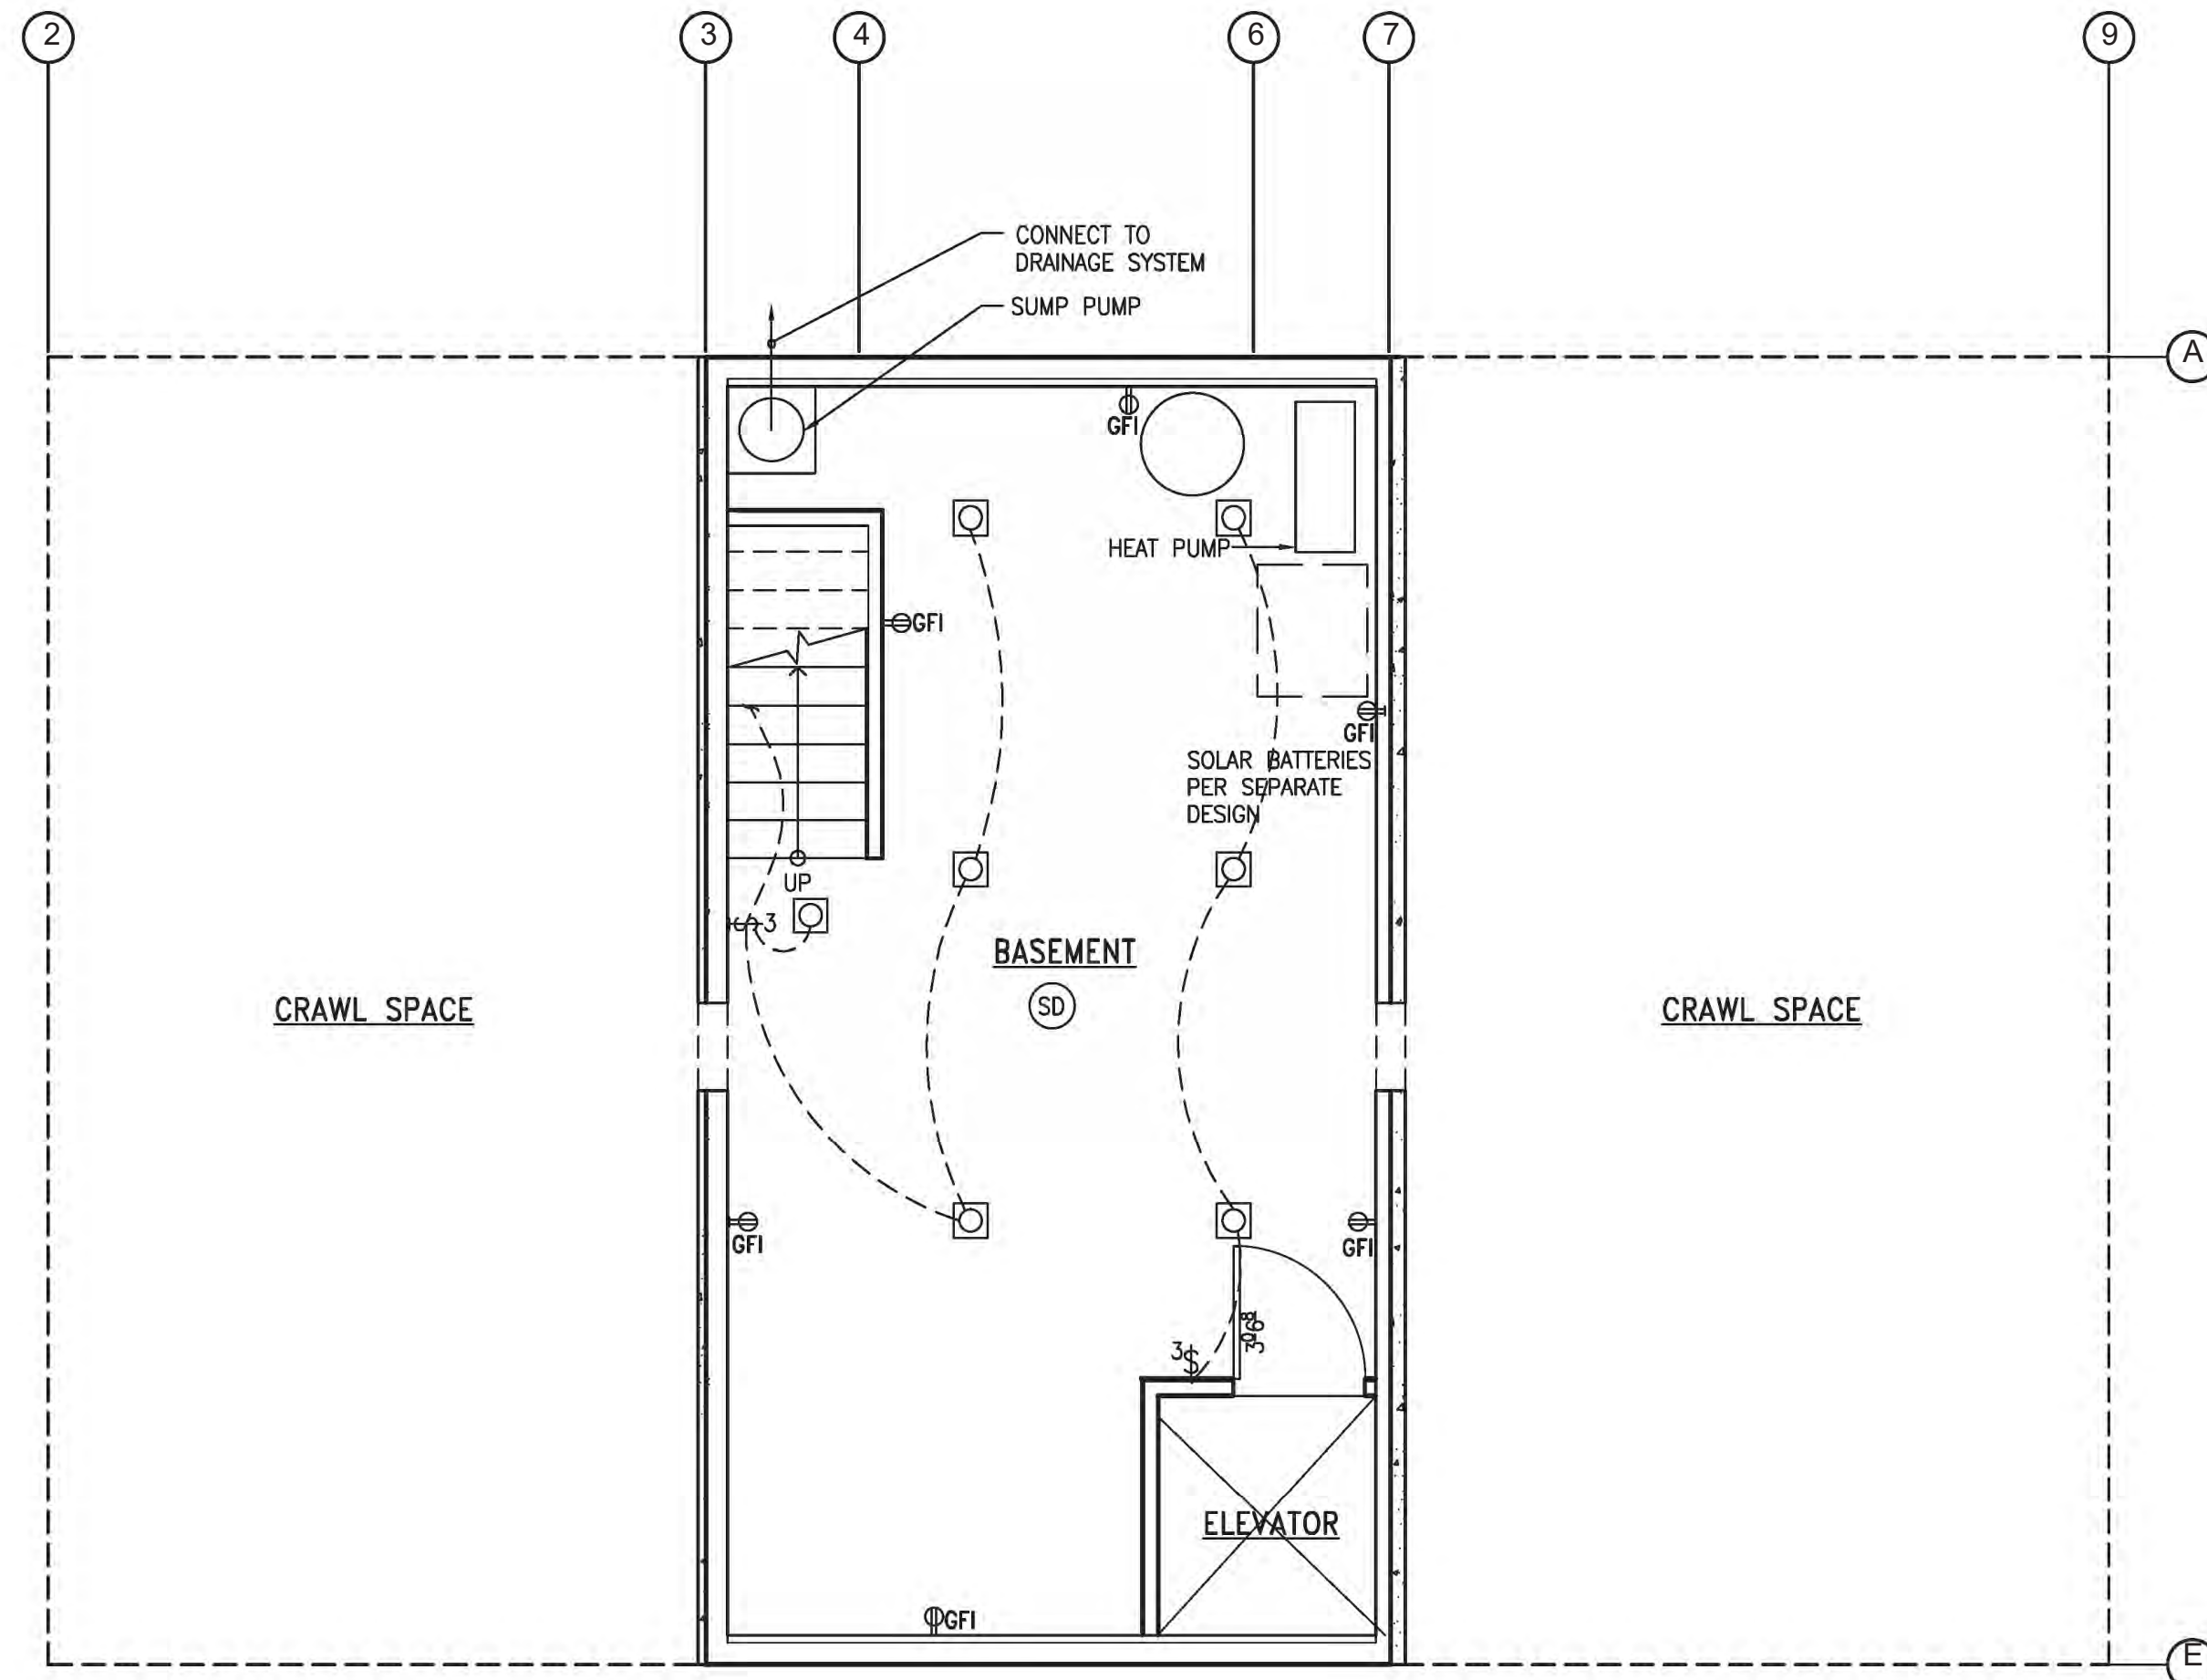 2
3
4
6
7
9
CONNECT TO
DRAINAGE SYSTEM
SUMP PUMP
A
GFI
HEAT PUMP
GFI
GFI
SOLAR BATTERIES
PER SEPARATE
DESIGN
UP
$3
BASEMENT
SD
CRAWL SPACE
CRAWL SPACE
GFI
GFI
3068
3$
ELEVATOR
GFI
E